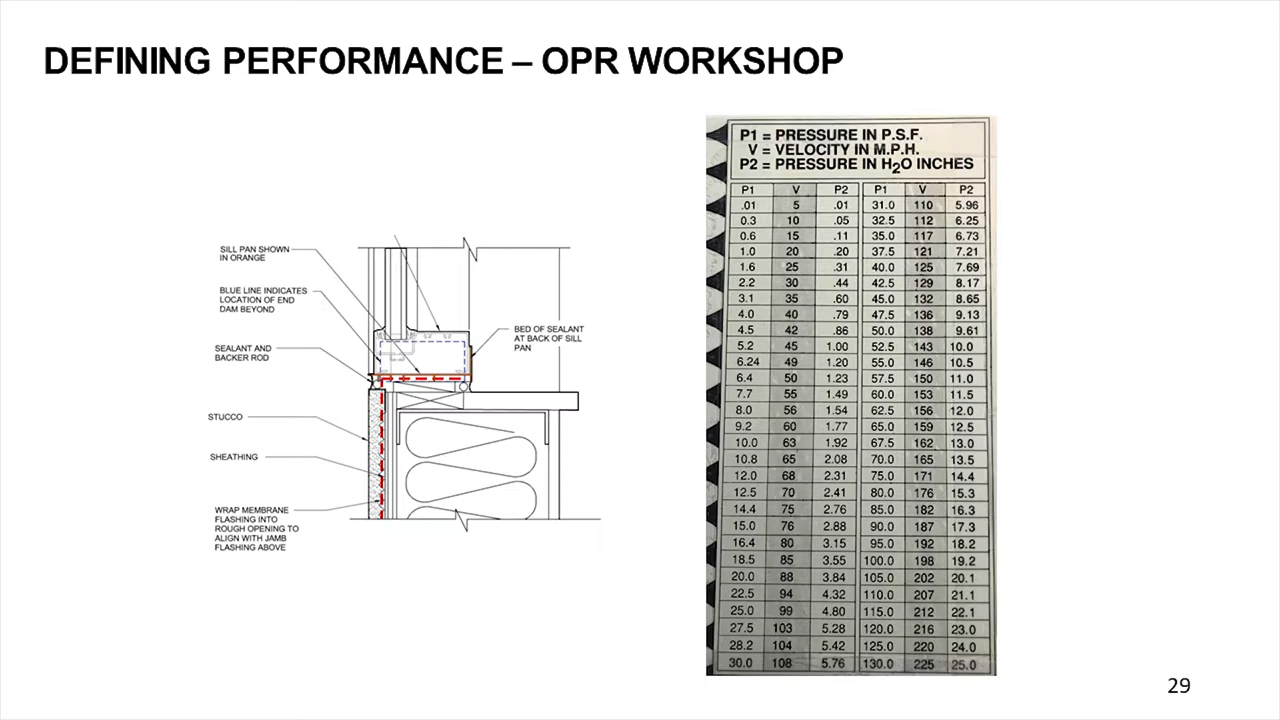 DEFINING PERFORMANCE – OPR WORKSHOP
SILL PAN SHOWN
IN ORANGE
BLUE LINE INDICATES
LOCATION OF END
DAM BEYOND
SEALANT AND
BACKER ROD
STUCCO
SHEATHING
WRAP MEMBRANE
FLASHING INTO
ROUGH OPENING TO
ALIGN WITH JAMB
FLASHING ABOVE
BED OF SEALANT
AT BACK OF SILL
PAN
P1 = PRESSURE IN P.S.F.
V = VELOCITY IN M.P.H.
P2 = PRESSURE IN H2O INCHES
P1 V P2 P1 V P2
.01 5 .01 31.0 110 5.96
0.3 10 .05 32.5 112 6.25
0.6 15 .11 35.0 117 6.73
1.0 20 .20 37.5 121 7.21
1.6 25 .31 40.0 125 7.69
2.2 30 .44 42.5 129 8.17
3.1 35 .60 45.0 132 8.65
4.0 40 .79 47.5 136 9.13
4.5 42 .86 50.0 138 9.61
5.2 45 1.00 52.5 143 10.0
6.24 49 1.20 55.0 146 10.5
6.4 50 1.23 57.5 150 11.0
7.7 55 1.49 60.0 153 11.5
8.0 56 1.54 62.5 156 12.0
9.2 60 1.77 65.0 159 12.5
10.0 63 1.92 67.5 162 13.0
10.8 65 2.08 70.0 165 13.5
12.0 68 2.31 75.0 171 14.4
12.5 70 2.41 80.0 176 15.3
14.4 75 2.76 85.0 182 16.3
15.0 76 2.88 90.0 187 17.3
16.4 80 3.15 95.0 192 18.2
18.5 85 3.55 100.0 198 19.2
20.0 88 3.84 105.0 202 20.1
22.5 94 4.32 110.0 207 21.1
25.0 99 4.80 115.0 212 22.1
27.5 103 5.28 120.0 216 23.0
28.2 104 5.42 125.0 220 24.0
30.0 108 5.76 130.0 225 25.0
29